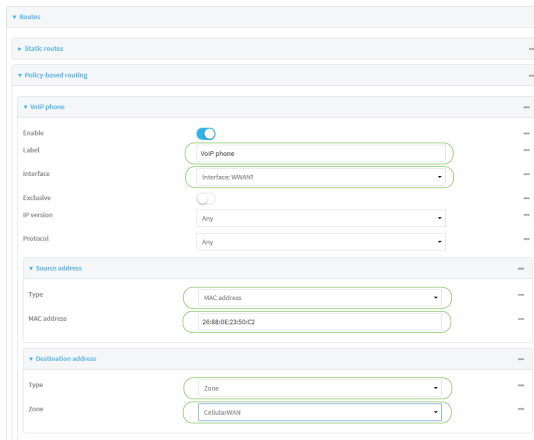 Routes
Static routes
Policy-based routing
VoIP phone
Enable
Label VoIP phone
Interface Interface: WWAN1
Exclusive
IP version Any
Protocol Any
Source address
Type MAC address
MAC address 26:88:0E:23:50:C2
Destination address
Type Zone
Zone CellularWAN